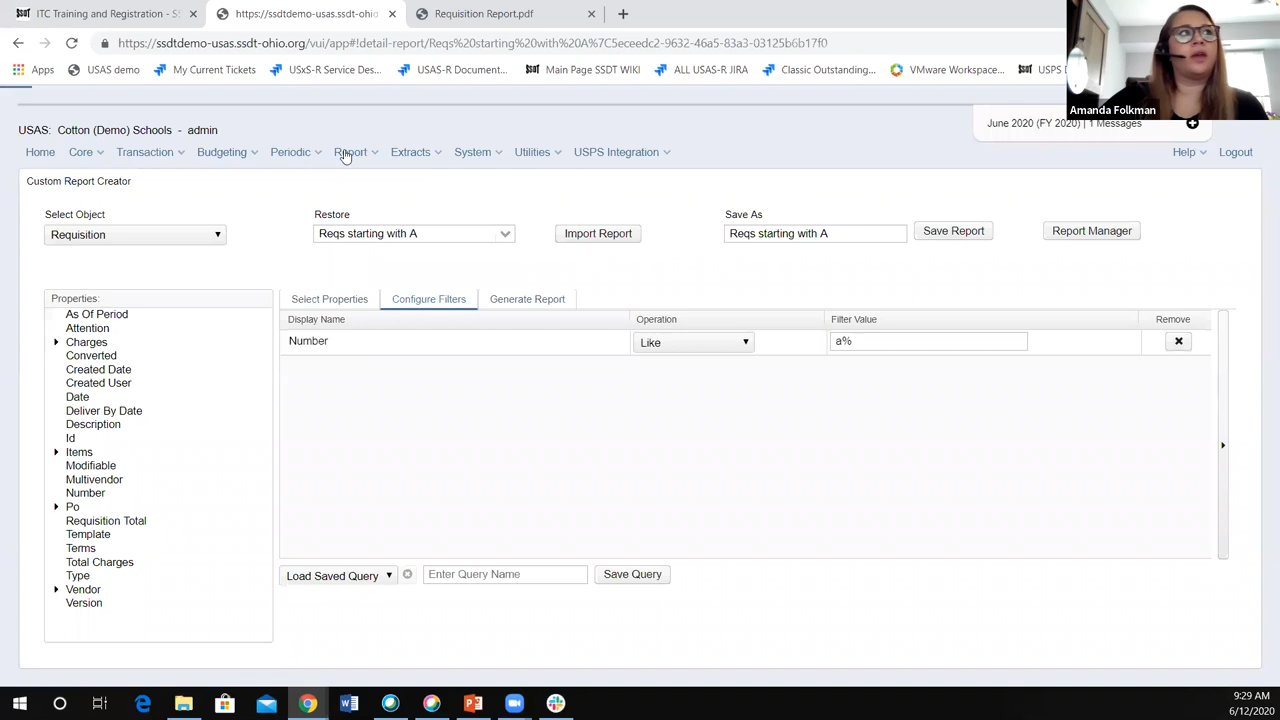 ITC Training and Registration - S
https://ssdtdemo-usas.ssdt-ohio
Requisition Report.pdf
https://ssdtdemo-usas.ssdt-ohio.org/vui/app#!detail-report/Reqs%20starting%20with%20A%7C5eceedc2-9632-46a5-83a3-03125b6b17f0
Apps
USAS demo
My Current Tickets
USxS-R Service Des...
USAS-R Document...
Main Page SSDT WIKI
ALL USAS-R JIRA
Classic Outstanding...
VMware Workspace...
USPS D
Amanda Folkman
USAS: Cotton (Demo) Schools - admin
June 2020 (FY 2020) | 1 Messages
Home Core Transaction Budgeting Periodic Report Extracts System Utilities USPS Integration Help Logout
Custom Report Creator
Select Object
Restore
Save As
Requisition
Reqs starting with A
Import Report
Reqs starting with A
Save Report
Report Manager
Properties:
Select Properties
Configure Filters
Generate Report
Display Name
Operation
Filter Value
Remove
Number
Like
a%
As Of Period
Attention
Charges
Converted
Created Date
Created User
Date
Deliver By Date
Description
Id
Items
Modifiable
Multivendor
Number
Po
Requisition Total
Template
Terms
Total Charges
Type
Vendor
Version
Load Saved Query
Enter Query Name
Save Query
9:29 AM
6/12/2020